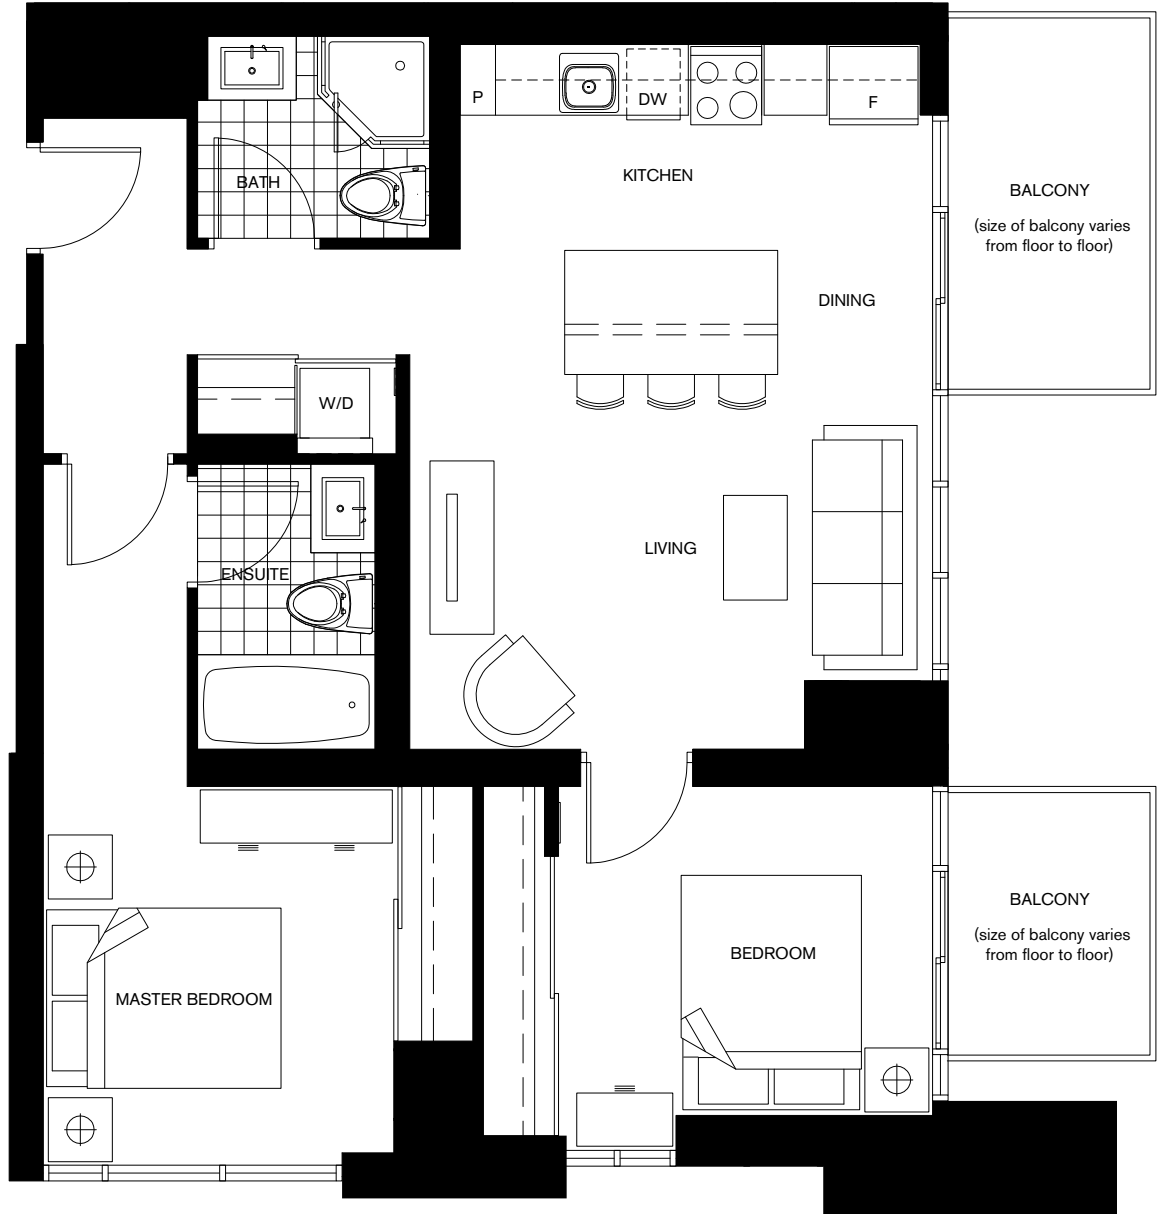 P
DW
F
BATH
KITCHEN
BALCONY
(size of balcony varies
from floor to floor)
DINING
W/D
LIVING
ENSUITE
BALCONY
(size of balcony varies
from floor to floor)
BEDROOM
MASTER BEDROOM